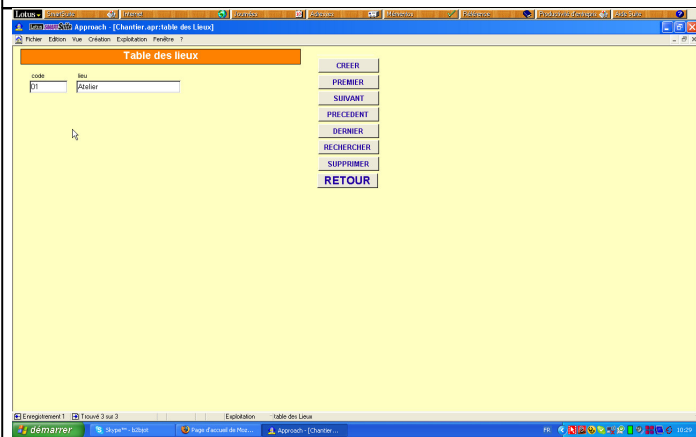 Lotus
Approach - [Chantier.apr:table des Lieux]
Fichier Edition Vue Création Exploitation Fenêtre ?
Table des lieux
code lieu
01 Atelier
CREER
PREMIER
SUIVANT
PRECEDENT
DERNIER
RECHERCHER
SUPPRIMER
RETOUR
Enregistrement 1 Trouvé 3 sur 3 Exploitation table des Lieux
démarrer Skype™ - b2bjot Page d'accueil de Moz... Approach - [Chantier... FR 18:29